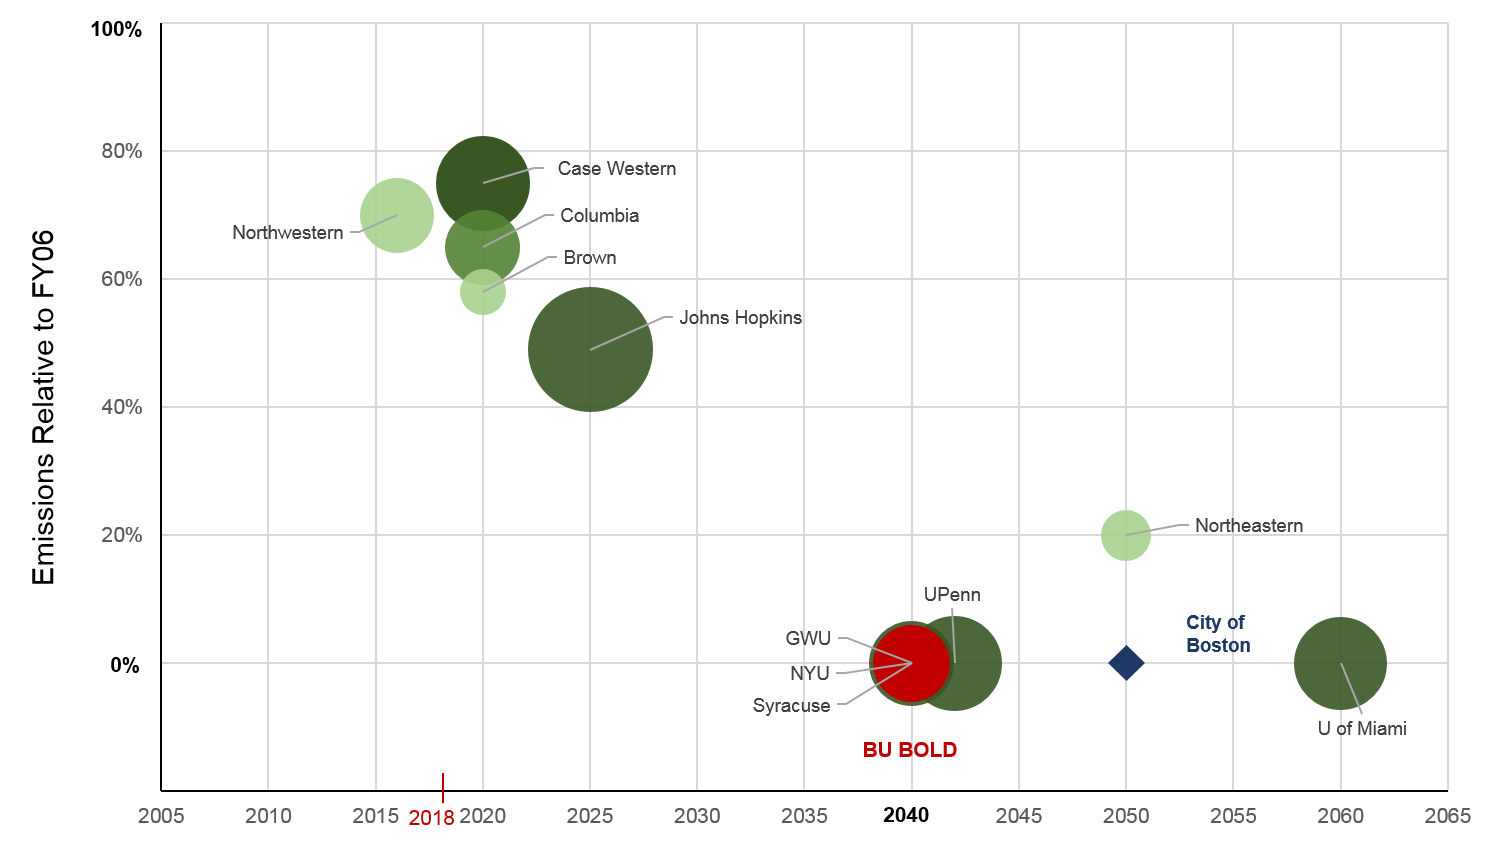 Emissions Relative to FY06
100%
80%
60%
40%
20%
0%
Case Western
Columbia
Northwestern
Brown
Johns Hopkins
Northeastern
UPenn
City of
Boston
GWU
NYU
Syracuse
U of Miami
BU BOLD
2005
2010
2015
2018
2020
2025
2030
2035
2040
2045
2050
2055
2060
2065